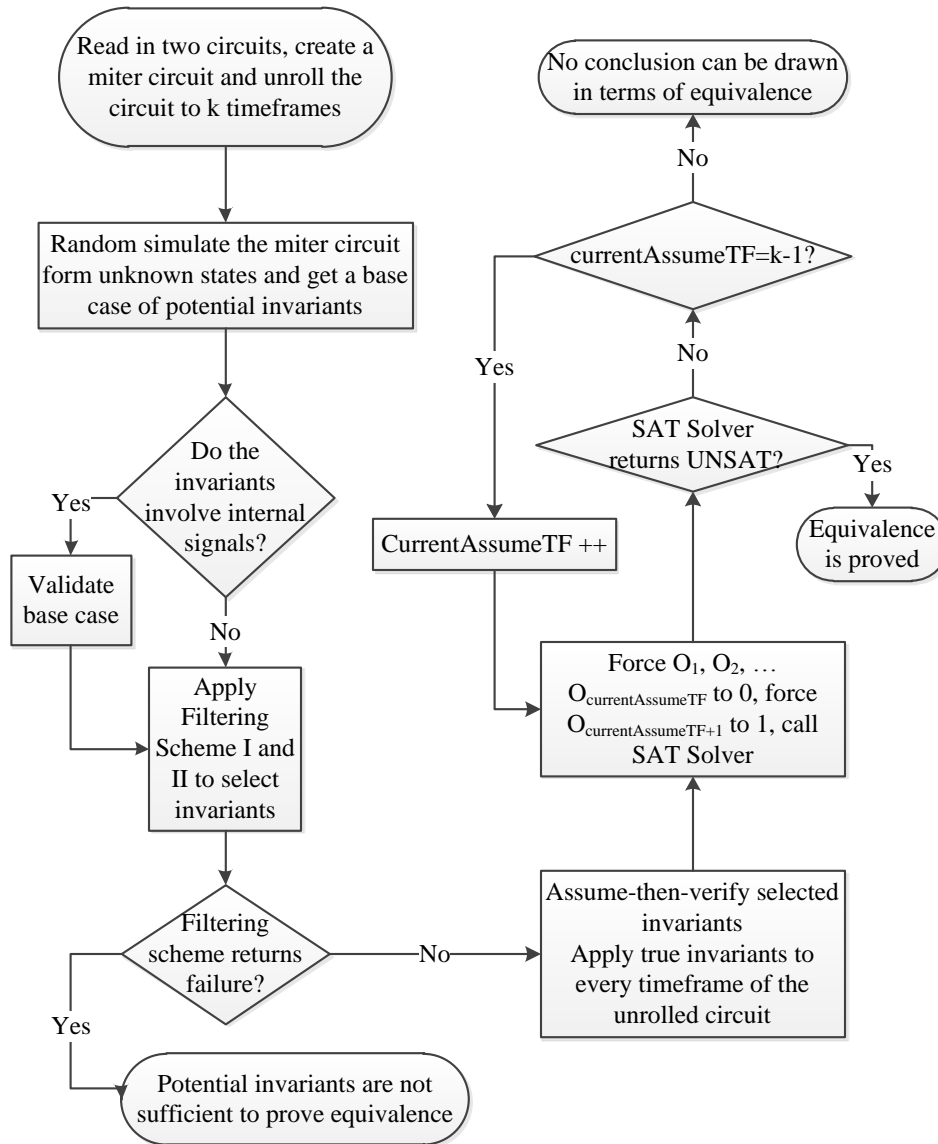 Read in two circuits, create a
miter circuit and unroll the
circuit to k timeframes
Random simulate the miter circuit
form unknown states and get a base
case of potential invariants
Do the
invariants
involve internal
signals?
Yes
Validate
base case
No
Apply
Filtering
Scheme I and
II to select
invariants
Filtering
scheme returns
failure?
Yes
Potential invariants are not
sufficient to prove equivalence
No
Assume-then-verify selected
invariants
Apply true invariants to
every timeframe of the
unrolled circuit
Force O₁, O₂, …
O_currentAssumeTF to 0, force
O_currentAssumeTF+1 to 1, call
SAT Solver
SAT Solver
returns UNSAT?
Yes
Equivalence
is proved
No
currentAssumeTF=k-1?
Yes
CurrentAssumeTF ++
No
No conclusion can be drawn
in terms of equivalence